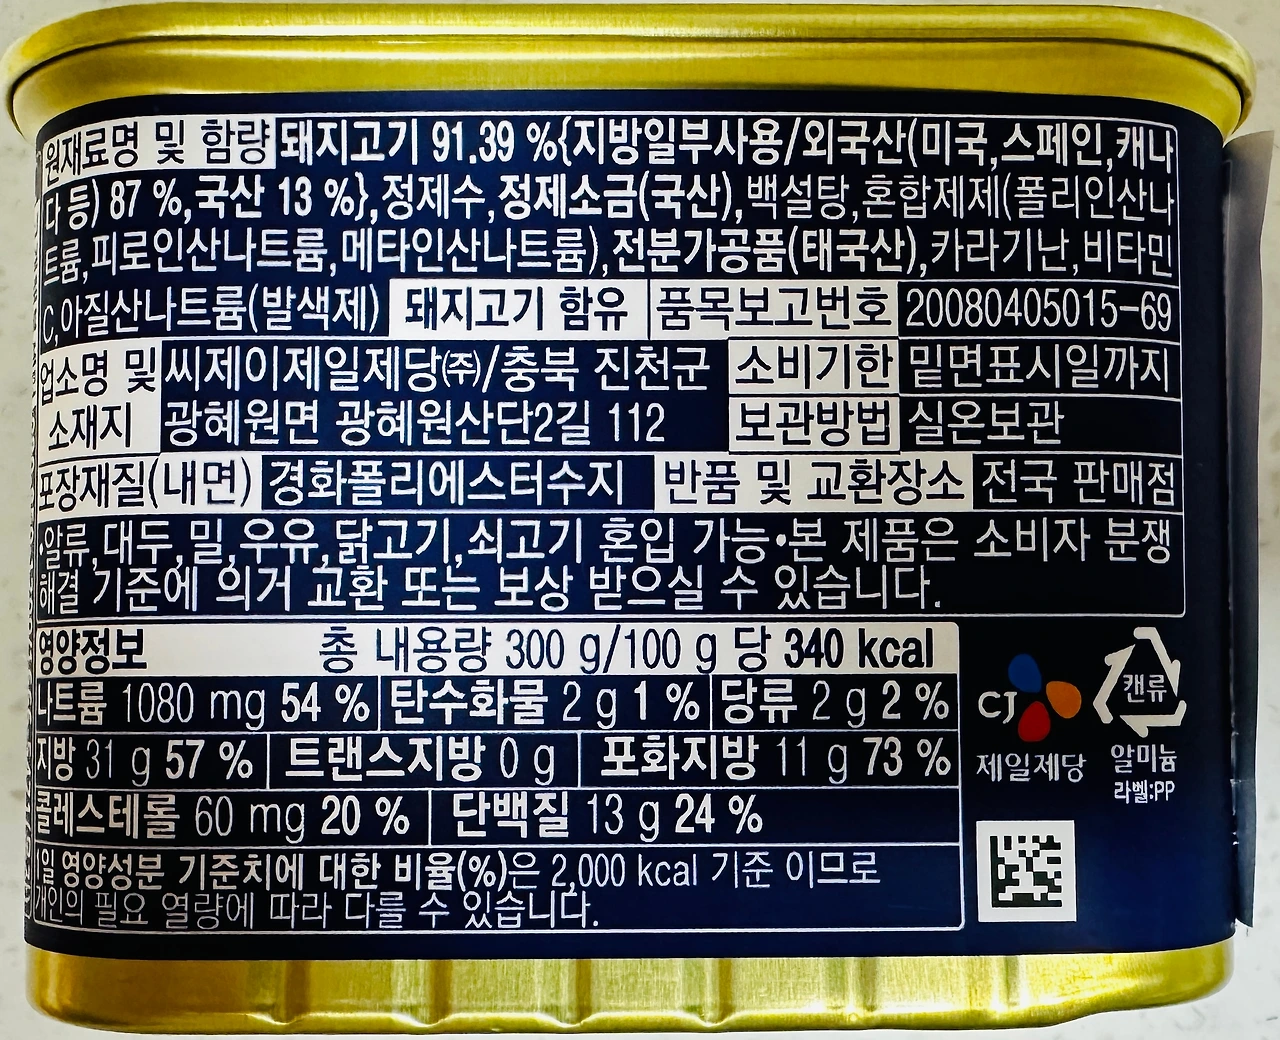 원재료명 및 함량 돼지고기 91.39 %{지방일부사용/외국산(미국,스페인,캐나
다 등) 87 %,국산 13 %},정제수,정제소금(국산),백설탕,혼합제제(폴리인산나
트륨,피로인산나트륨,메타인산나트륨),전분가공품(태국산),카라기난,비타민
C,아질산나트륨(발색제) 돼지고기 함유 품목보고번호 20080405015-69
업소명 및 소재지 씨제이제일제당㈜/충북 진천군
광혜원면 광혜원산단2길 112
소비기한 밑면표시일까지
보관방법 실온보관
포장재질(내면) 경화폴리에스터수지 반품 및 교환장소 전국 판매점
•알류,대두,밀,우유,닭고기,쇠고기 혼입 가능•본 제품은 소비자 분쟁
해결 기준에 의거 교환 또는 보상 받으실 수 있습니다.
영양정보 총 내용량 300 g/100 g 당 340 kcal
나트륨 1080 mg 54 % 탄수화물 2 g 1 % 당류 2 g 2 %
지방 31 g 57 % 트랜스지방 0 g 포화지방 11 g 73 %
콜레스테롤 60 mg 20 % 단백질 13 g 24 %
1일 영양성분 기준치에 대한 비율(%)은 2,000 kcal 기준 이므로
개인의 필요 열량에 따라 다를 수 있습니다.
CJ
제일제당
캔류
알미늄
라벨:PP